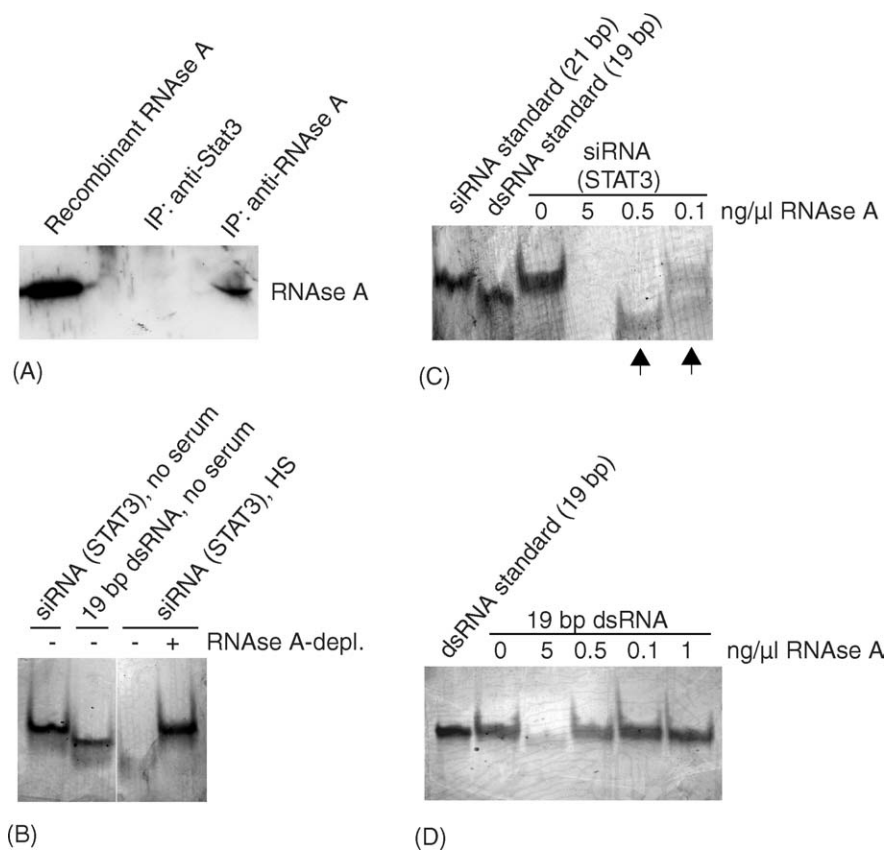 Recombinant RNAse A
IP: anti-Stat3
IP: anti-RNAse A
RNAse A
(A)
siRNA standard (21 bp)
dsRNA standard (19 bp)
siRNA
(STAT3)
0 5 0.5 0.1 ng/µl RNAse A
(C)
siRNA (STAT3), no serum
19 bp dsRNA, no serum
siRNA (STAT3), HS
- - - + RNAse A-depl.
(B)
dsRNA standard (19 bp)
19 bp dsRNA
0 5 0.5 0.1 1 ng/µl RNAse A
(D)